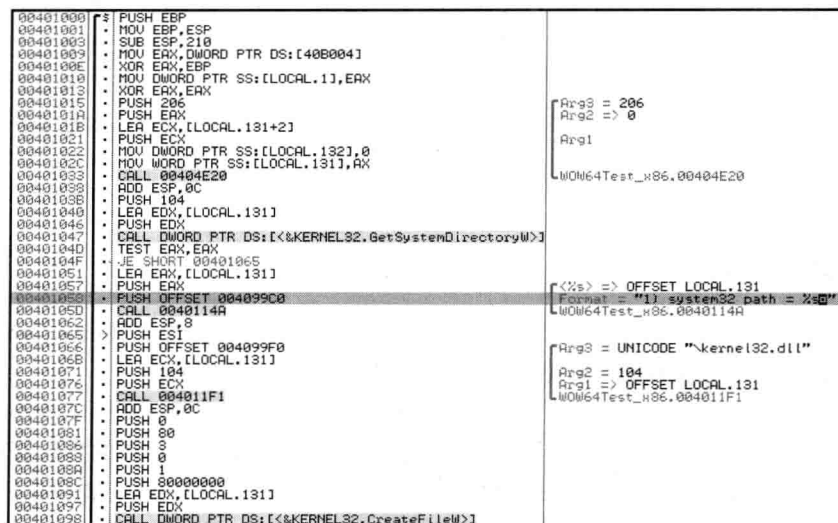 00401000 $ PUSH EBP
00401001 . MOV EBP,ESP
00401003 . SUB ESP,210
00401009 . MOV EAX,DWORD PTR DS:[40B004]
0040100E . XOR EAX,EBP
00401010 . MOV DWORD PTR SS:[LOCAL.1],EAX
00401013 . XOR EAX,EAX
00401015 . PUSH 206 Arg3 = 206
0040101A . PUSH EAX Arg2 => 0
0040101B . LEA ECX,[LOCAL.131+2]
00401021 . PUSH ECX Arg1
00401022 . MOV DWORD PTR SS:[LOCAL.132],0
0040102C . MOV WORD PTR SS:[LOCAL.131],AX
00401033 . CALL 00404E20 WOW64Test_x86.00404E20
00401038 . ADD ESP,0C
0040103B . PUSH 104
00401040 . LEA EDX,[LOCAL.131]
00401046 . PUSH EDX
00401047 . CALL DWORD PTR DS:[<&KERNEL32.GetSystemDirectoryW>]
0040104D . TEST EAX,EAX
0040104F . JE SHORT 00401065
00401051 . LEA EAX,[LOCAL.131]
00401057 . PUSH EAX <%s> => OFFSET LOCAL.131
00401058 . PUSH OFFSET 004099C0 Format = "1) system32 path = %s◙"
0040105D . CALL 0040114A WOW64Test_x86.0040114A
00401062 . ADD ESP,8
00401065 > PUSH ESI
00401066 . PUSH OFFSET 004099F0 Arg3 = UNICODE "\kernel32.dll"
0040106B . LEA ECX,[LOCAL.131]
00401071 . PUSH 104 Arg2 = 104
00401076 . PUSH ECX Arg1 => OFFSET LOCAL.131
00401077 . CALL 004011F1 WOW64Test_x86.004011F1
0040107C . ADD ESP,0C
0040107F . PUSH 0
00401081 . PUSH 80
00401086 . PUSH 3
00401088 . PUSH 0
0040108A . PUSH 1
0040108C . PUSH 80000000
00401091 . LEA EDX,[LOCAL.131]
00401097 . PUSH EDX
00401098 . CALL DWORD PTR DS:[<&KERNEL32.CreateFileW>]